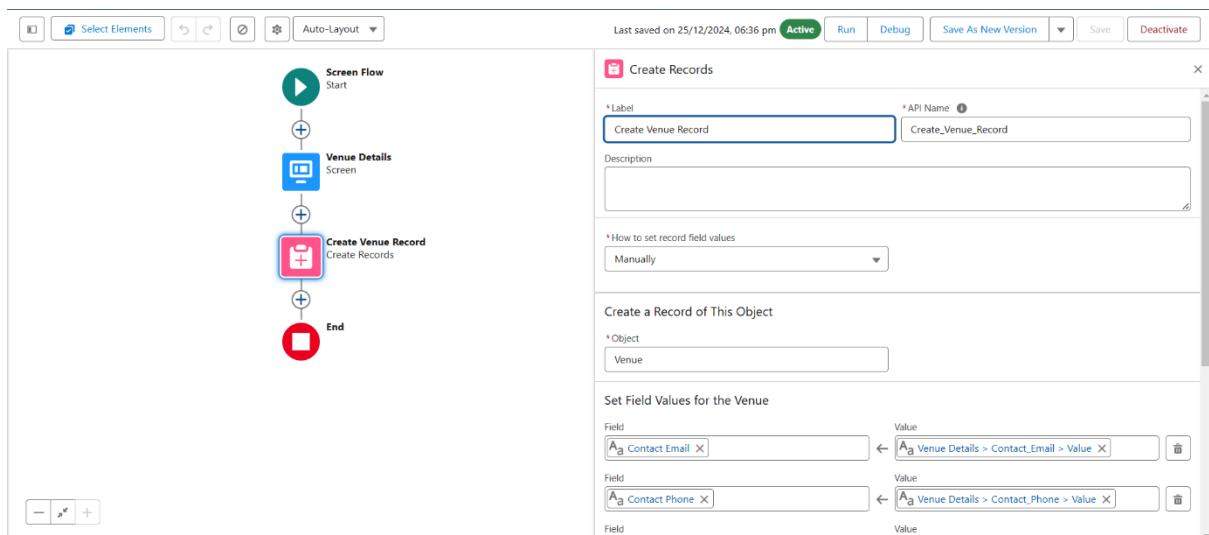 Select Elements
Auto-Layout
Last saved on 25/12/2024, 06:36 pm
Active
Run
Debug
Save As New Version
Save
Deactivate
Screen Flow
Start
Venue Details
Screen
Create Venue Record
Create Records
End
Create Records
*Label
*API Name
Create Venue Record
Create_Venue_Record
Description
*How to set record field values
Manually
Create a Record of This Object
*Object
Venue
Set Field Values for the Venue
Field
Value
Aa Contact Email
Aa Venue Details > Contact_Email > Value
Field
Value
Aa Contact Phone
Aa Venue Details > Contact_Phone > Value
Field
Value